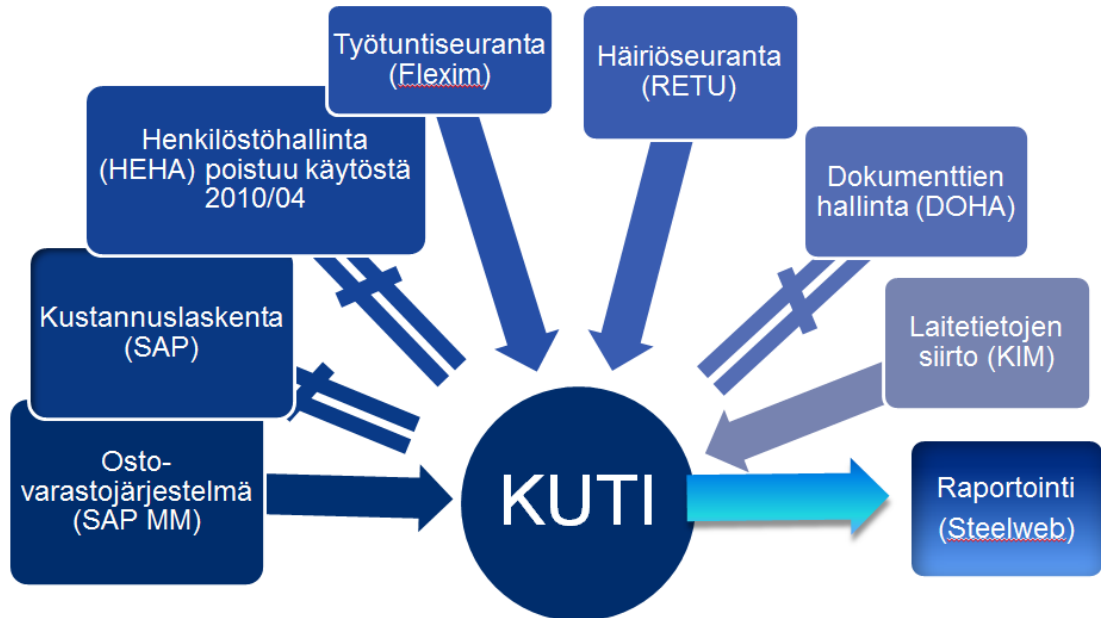 Työtuntiseuranta
(Flexim)
Häiriöseuranta
(RETU)
Henkilöstöhallinta
(HEHA) poistuu käytöstä
2010/04
Dokumenttien
hallinta (DOHA)
Kustannuslaskenta
(SAP)
Laitetietojen
siirto (KIM)
Osto-
varastojärjestelmä
(SAP MM)
KUTI
Raportointi
(Steelweb)